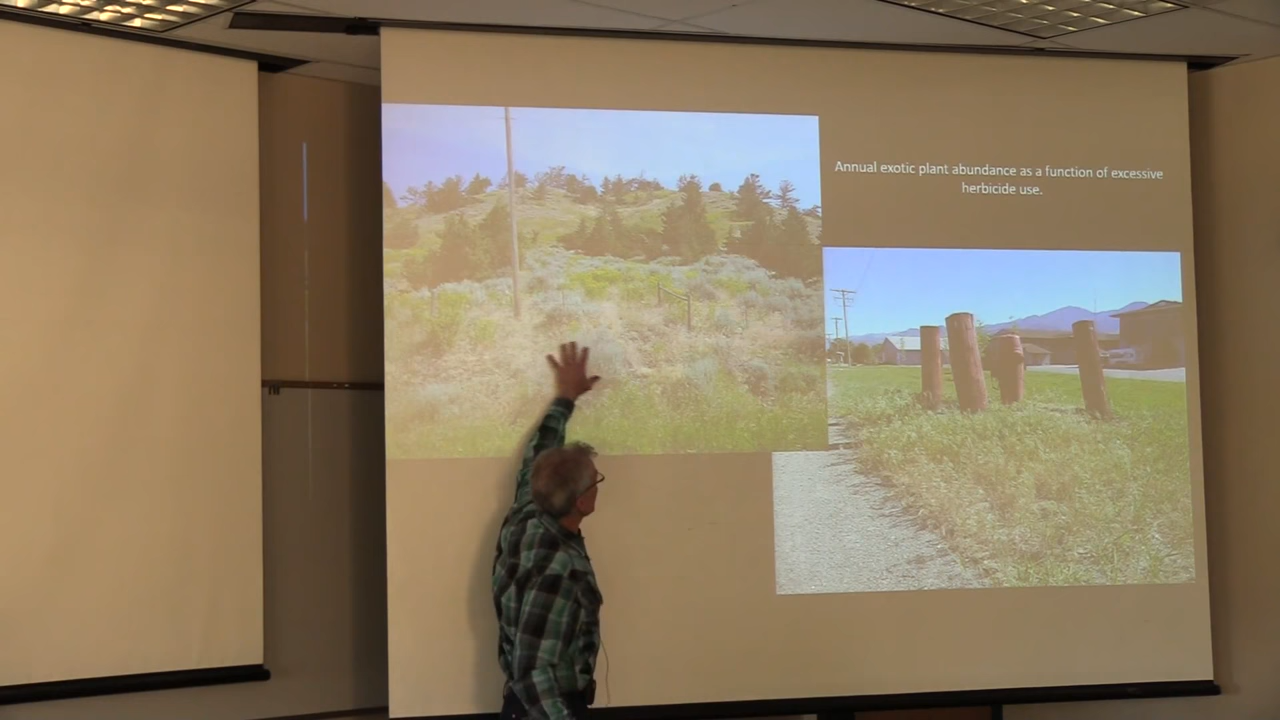 Annual exotic plant abundance as a function of excessive
herbicide use.